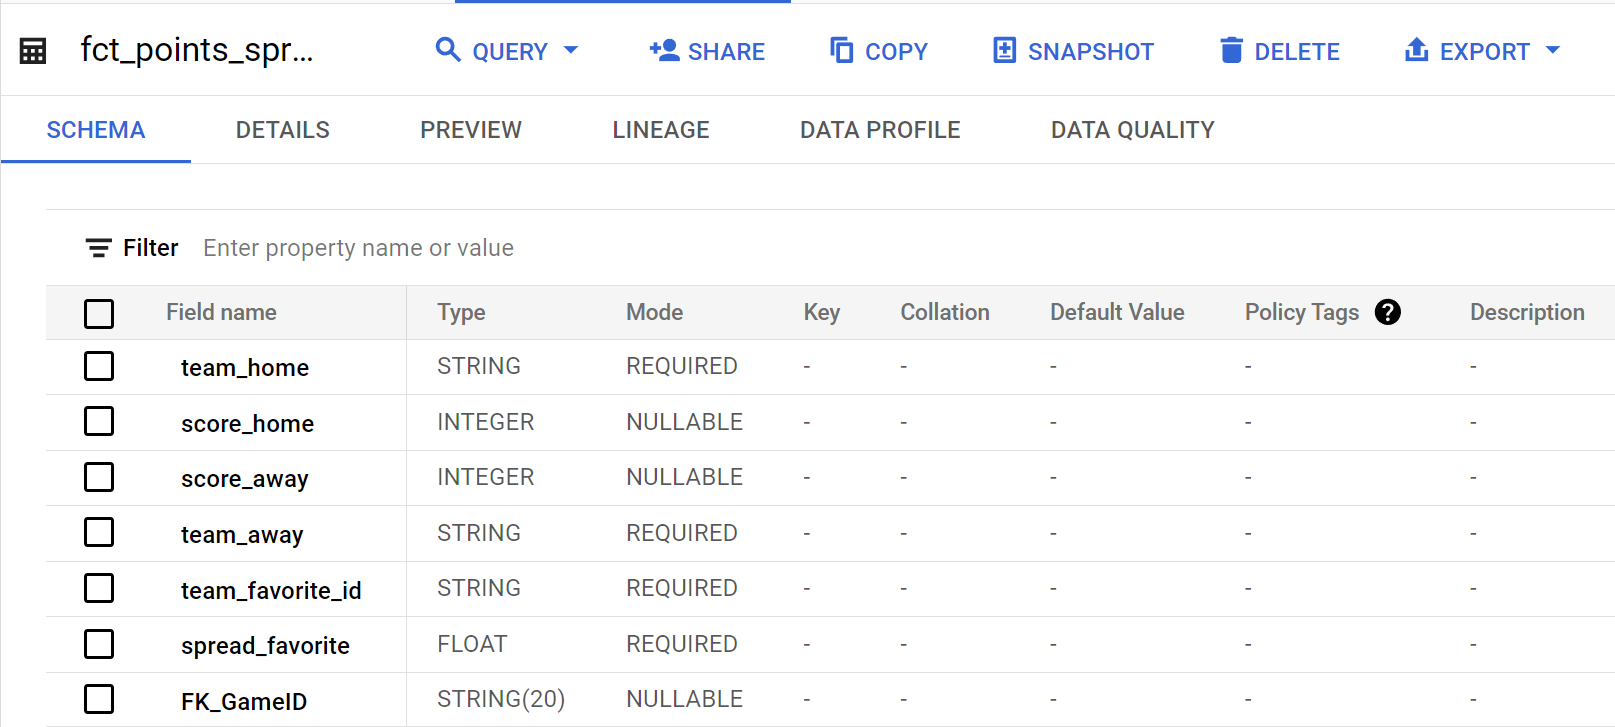 fct_points_spr... QUERY SHARE COPY SNAPSHOT DELETE EXPORT
SCHEMA DETAILS PREVIEW LINEAGE DATA PROFILE DATA QUALITY
Filter Enter property name or value
Field name Type Mode Key Collation Default Value Policy Tags ? Description
team_home STRING REQUIRED - - - - -
score_home INTEGER NULLABLE - - - - -
score_away INTEGER NULLABLE - - - - -
team_away STRING REQUIRED - - - - -
team_favorite_id STRING REQUIRED - - - - -
spread_favorite FLOAT REQUIRED - - - - -
FK_GameID STRING(20) NULLABLE - - - - -